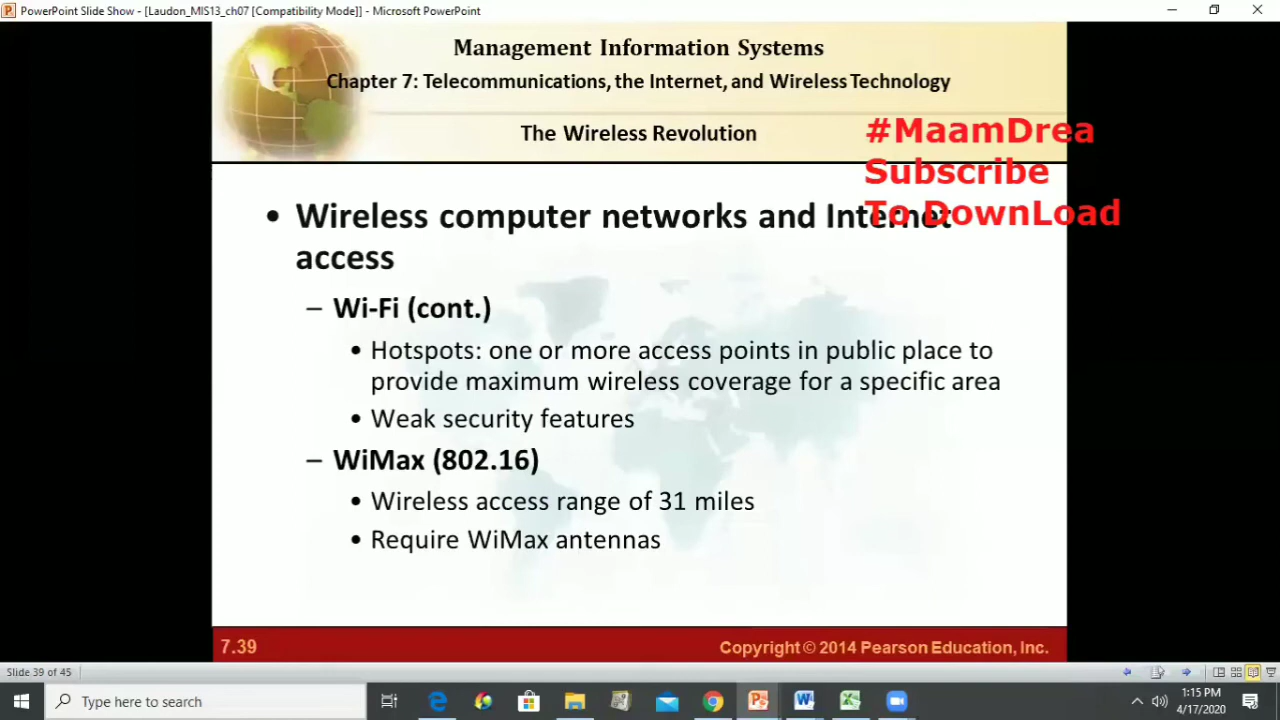 PowerPoint Slide Show - [Laudon_MIS13_ch07 [Compatibility Mode]] - Microsoft PowerPoint
Management Information Systems
Chapter 7: Telecommunications, the Internet, and Wireless Technology
The Wireless Revolution
#MaamDrea
Subscribe
To DownLoad
• Wireless computer networks and Internet
access
– Wi-Fi (cont.)
• Hotspots: one or more access points in public place to
provide maximum wireless coverage for a specific area
• Weak security features
– WiMax (802.16)
• Wireless access range of 31 miles
• Require WiMax antennas
7.39
Copyright © 2014 Pearson Education, Inc.
Slide 39 of 45
Type here to search
1:15 PM
4/17/2020